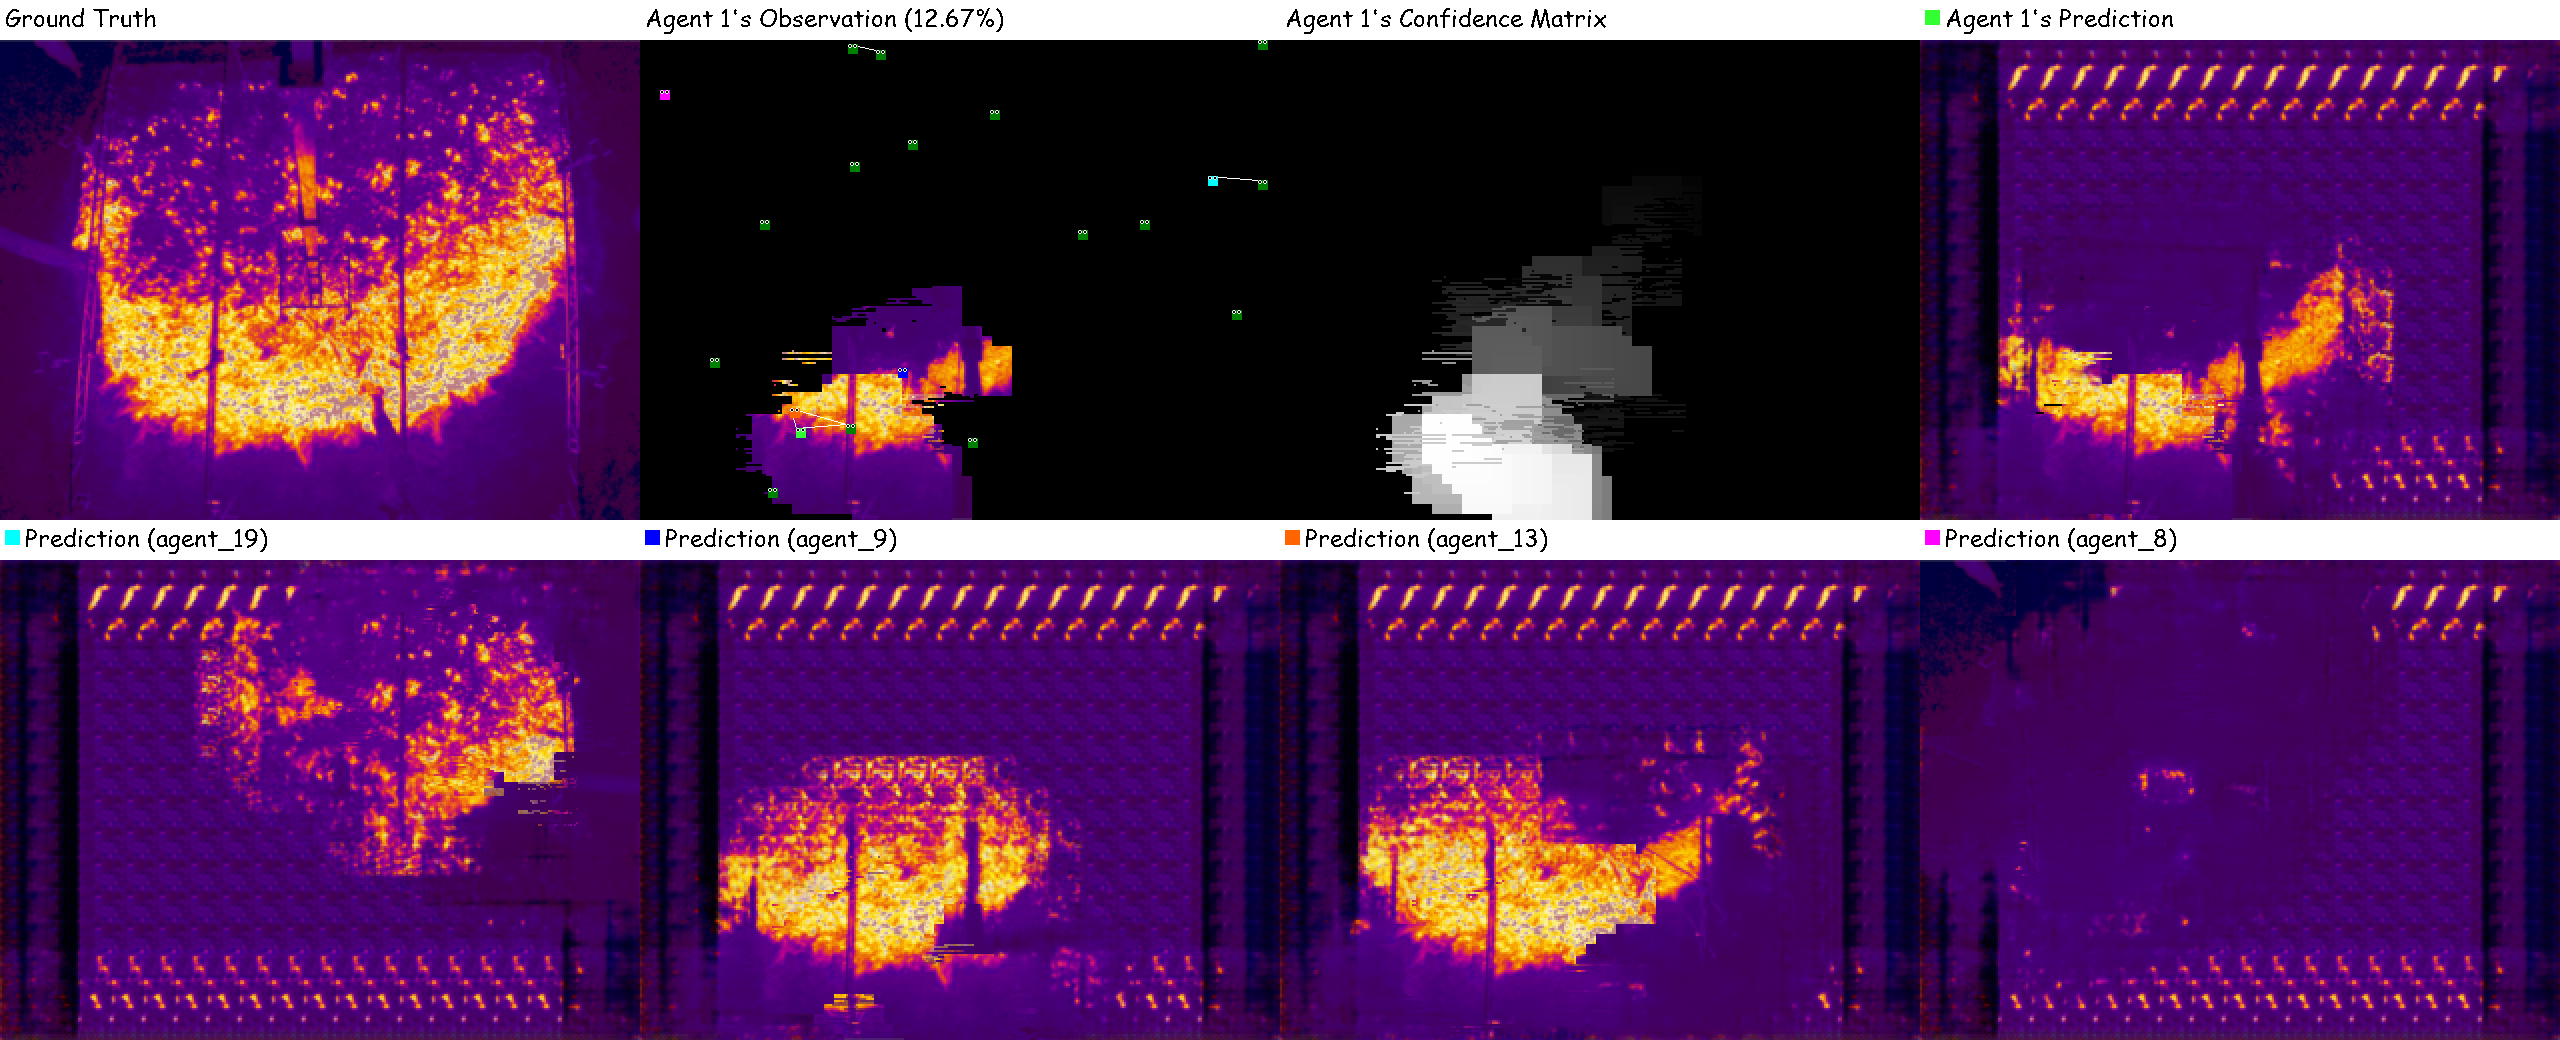 Ground Truth
Agent 1's Observation (12.67%)
Agent 1's Confidence Matrix
Agent 1's Prediction
Prediction (agent_19)
Prediction (agent_9)
Prediction (agent_13)
Prediction (agent_8)